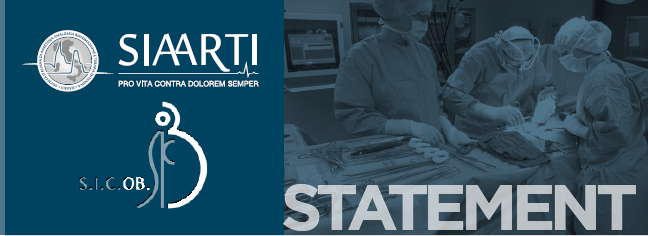 SIAARTI
PRO VITA CONTRA DOLOREM SEMPER
S.I.C.OB.
STATEMENT